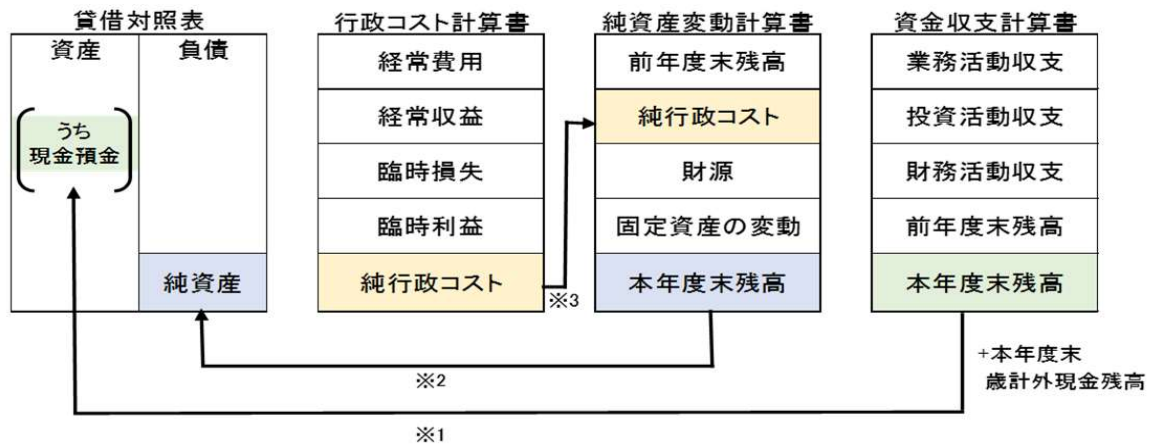 貸借対照表
資産
負債
うち
現金預金
純資産
行政コスト計算書
経常費用
経常収益
臨時損失
臨時利益
純行政コスト
※3
純資産変動計算書
前年度末残高
純行政コスト
財源
固定資産の変動
本年度末残高
資金収支計算書
業務活動収支
投資活動収支
財務活動収支
前年度末残高
本年度末残高
+本年度末
歳計外現金残高
※2
※1